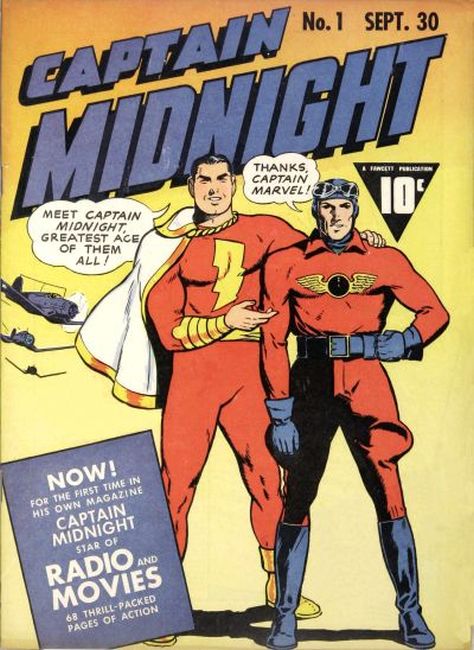 CAPTAIN
MIDNIGHT
No. 1 SEPT. 30
A FAWCETT PUBLICATION
10¢
MEET CAPTAIN
MIDNIGHT,
GREATEST ACE
OF THEM
ALL!
THANKS,
CAPTAIN
MARVEL!
NOW!
FOR THE FIRST TIME IN
HIS OWN MAGAZINE
CAPTAIN
MIDNIGHT
STAR OF
RADIO AND
MOVIES
68 THRILL-PACKED
PAGES OF ACTION